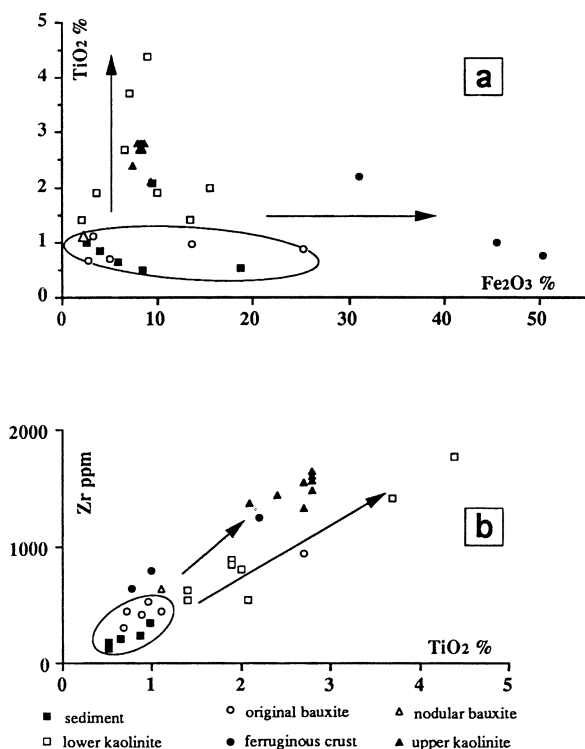 5
4
3
2
1
0
TiO2 %
a
Fe2O3 %
0 10 20 30 40 50
2000
1000
0
Zr ppm
b
TiO2 %
0 1 2 3 4 5
sediment original bauxite nodular bauxite
lower kaolinite ferruginous crust upper kaolinite